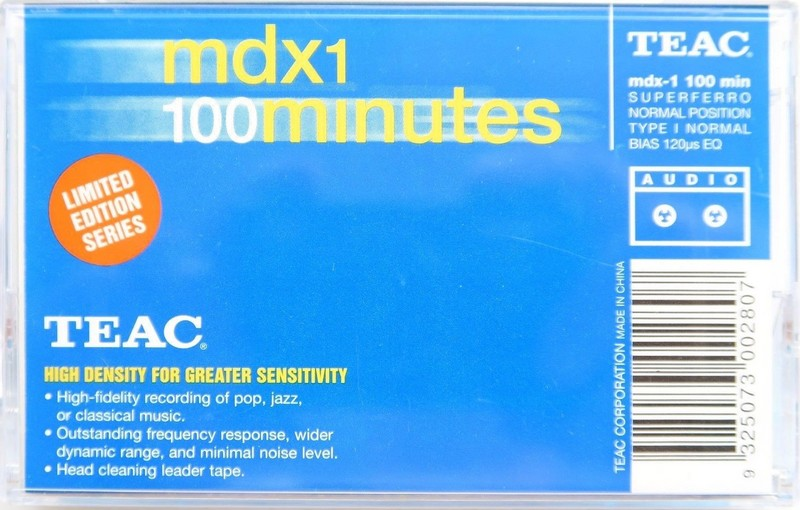 mdx1
100minutes
LIMITED
EDITION
SERIES
TEAC®
HIGH DENSITY FOR GREATER SENSITIVITY
• High-fidelity recording of pop, jazz,
or classical music.
• Outstanding frequency response, wider
dynamic range, and minimal noise level.
• Head cleaning leader tape.
TEAC®
mdx-1 100 min
SUPERFERRO
NORMAL POSITION
TYPE I NORMAL
BIAS 120µs EQ
AUDIO
TEAC CORPORATION MADE IN CHINA
9 325073 002807